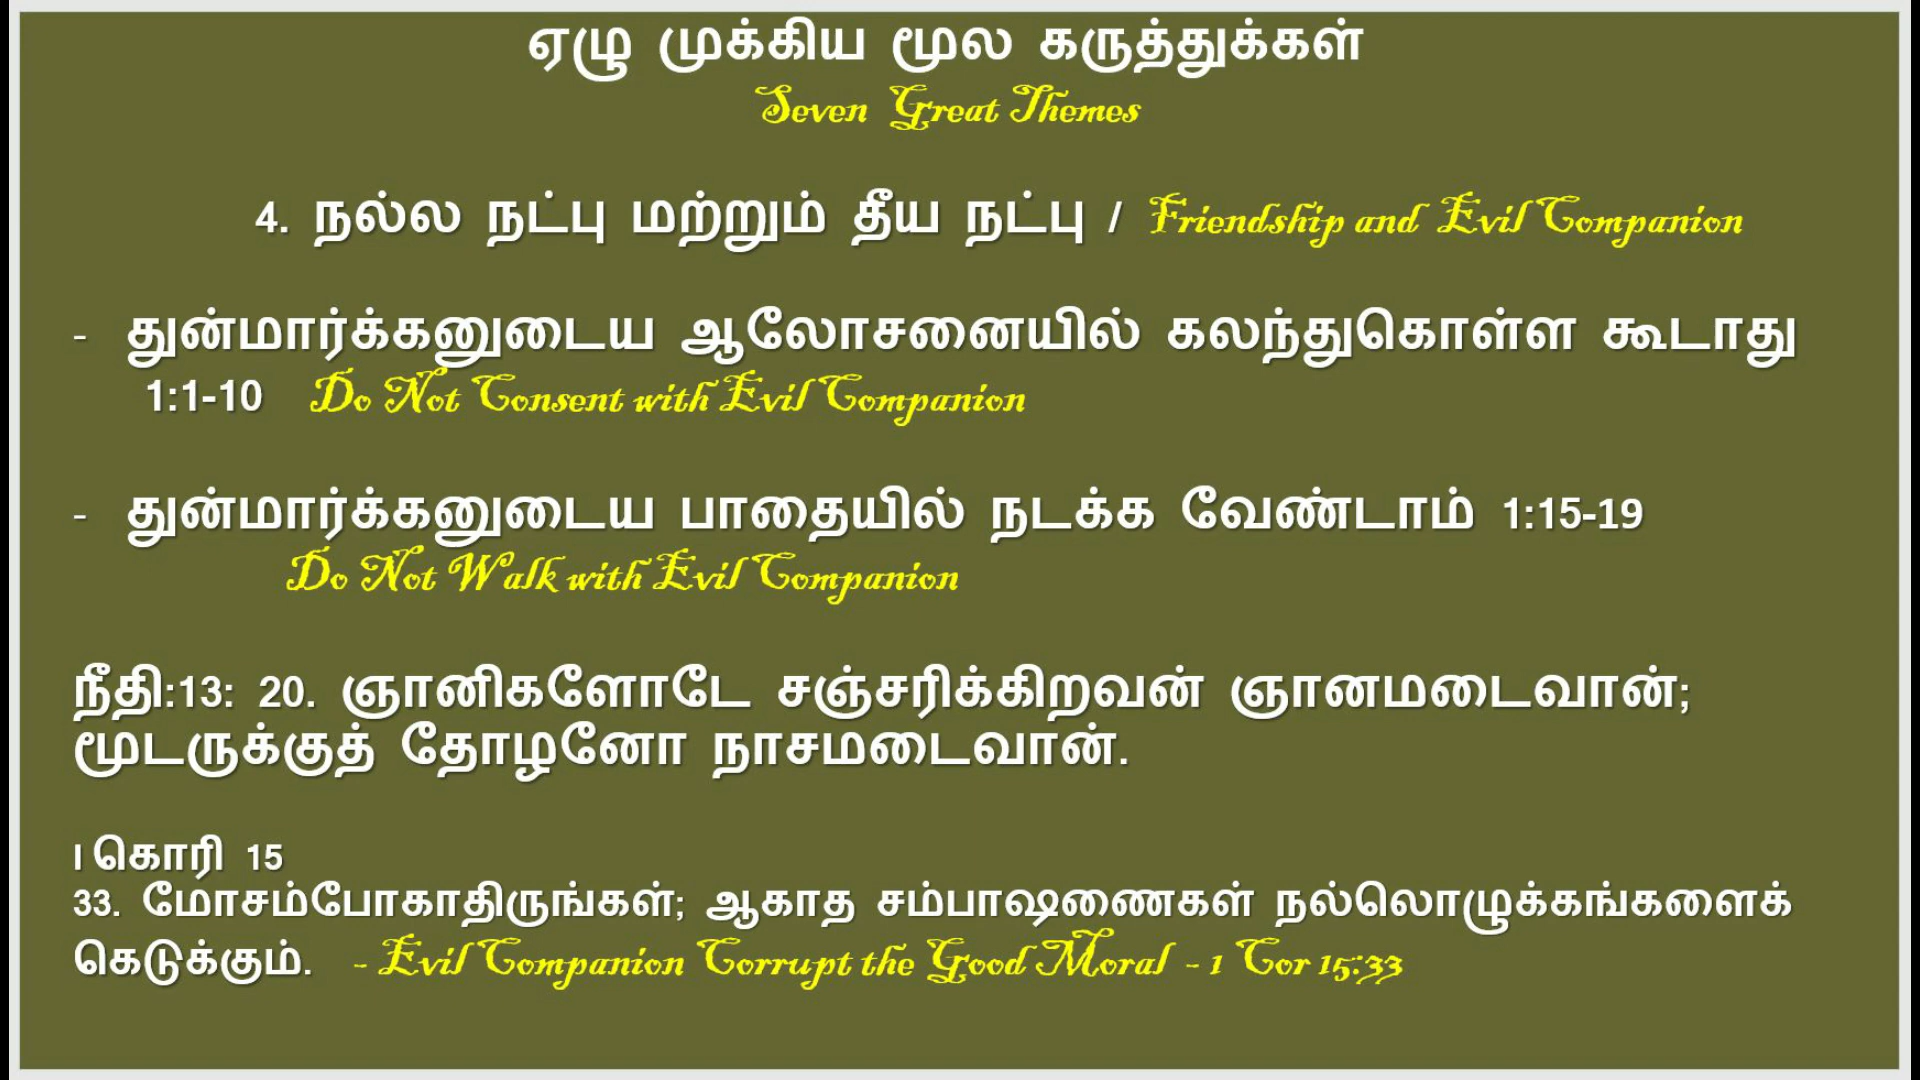 ஏழு முக்கிய மூல கருத்துக்கள்
Seven Great Themes
4. நல்ல நட்பு மற்றும் தீய நட்பு / Friendship and Evil Companion
- துன்மார்க்கனுடைய ஆலோசனையில் கலந்துகொள்ள கூடாது
1:1-10 Do Not Consent with Evil Companion
- துன்மார்க்கனுடைய பாதையில் நடக்க வேண்டாம் 1:15-19
Do Not Walk with Evil Companion
நீதி:13: 20. ஞானிகளோடே சஞ்சரிக்கிறவன் ஞானமடைவான்;
மூடருக்குத் தோழனோ நாசமடைவான்.
I கொரி 15
33. மோசம்போகாதிருங்கள்; ஆகாத சம்பாஷணைகள் நல்லொழுக்கங்களைக்
கெடுக்கும். - Evil Companion Corrupt the Good Moral - 1 Cor 15:33